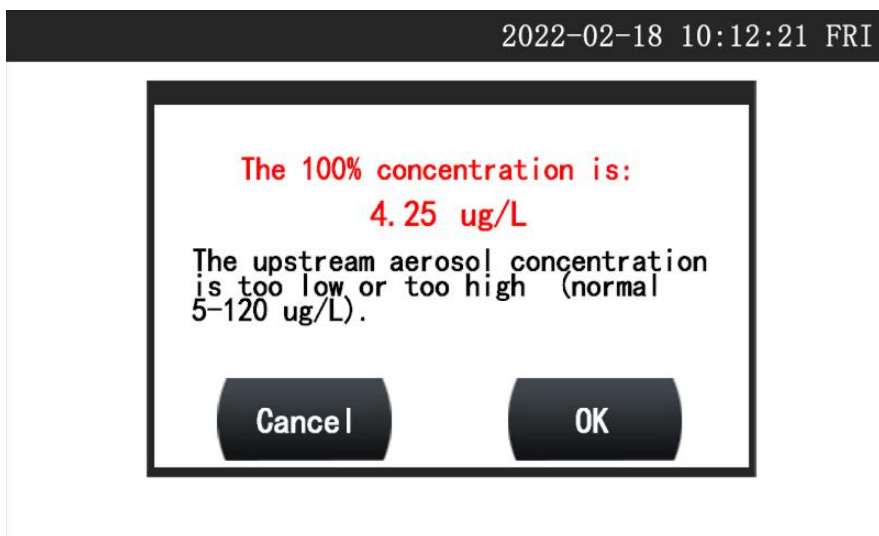 2022-02-18 10:12:21 FRI
The 100% concentration is:
4.25 ug/L
The upstream aerosol concentration
is too low or too high (normal
5-120 ug/L).
Cancel
OK